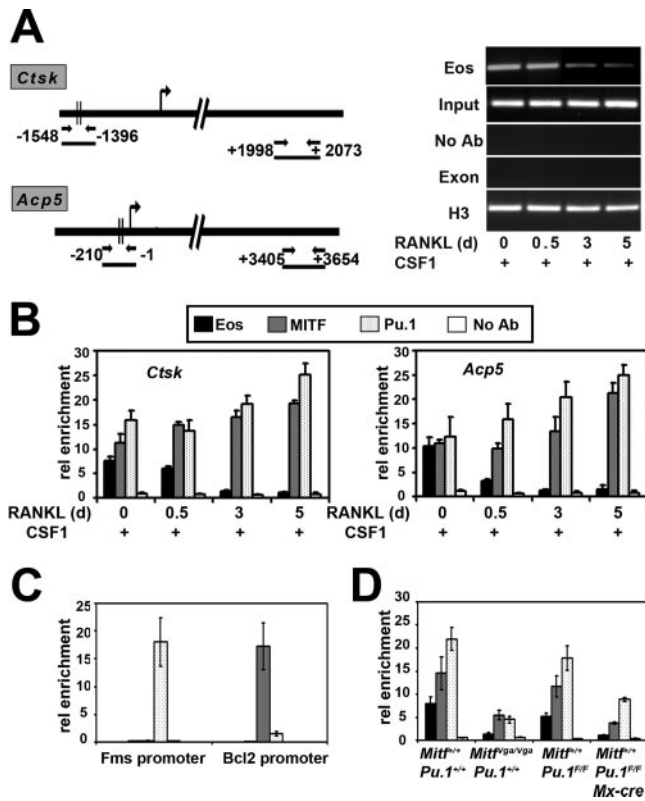 A
Ctsk
-1548
-1396
+1998
+ 2073
Acp5
-210
-1
+3405
+3654
Eos
Input
No Ab
Exon
H3
RANKL (d) 0 0.5 3 5
CSF1 + + + +
B
Eos MITF Pu.1 No Ab
rel enrichment
30
25
20
15
10
5
0
Ctsk
RANKL (d) 0 0.5 3 5
CSF1 + + + +
rel enrichment
30
25
20
15
10
5
0
Acp5
RANKL (d) 0 0.5 3 5
CSF1 + + + +
C
rel enrichment
25
20
15
10
5
0
Fms promoter Bcl2 promoter
D
rel enrichment
30
25
20
15
10
5
0
Mitf+/+ Mitfvga/vga Mitf+/+ Mitf+/+
Pu.1+/+ Pu.1+/+ Pu.1F/F Pu.1F/F
Mx-cre